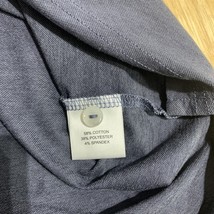 58% COTTON
38% POLYESTER
4% SPANDEX